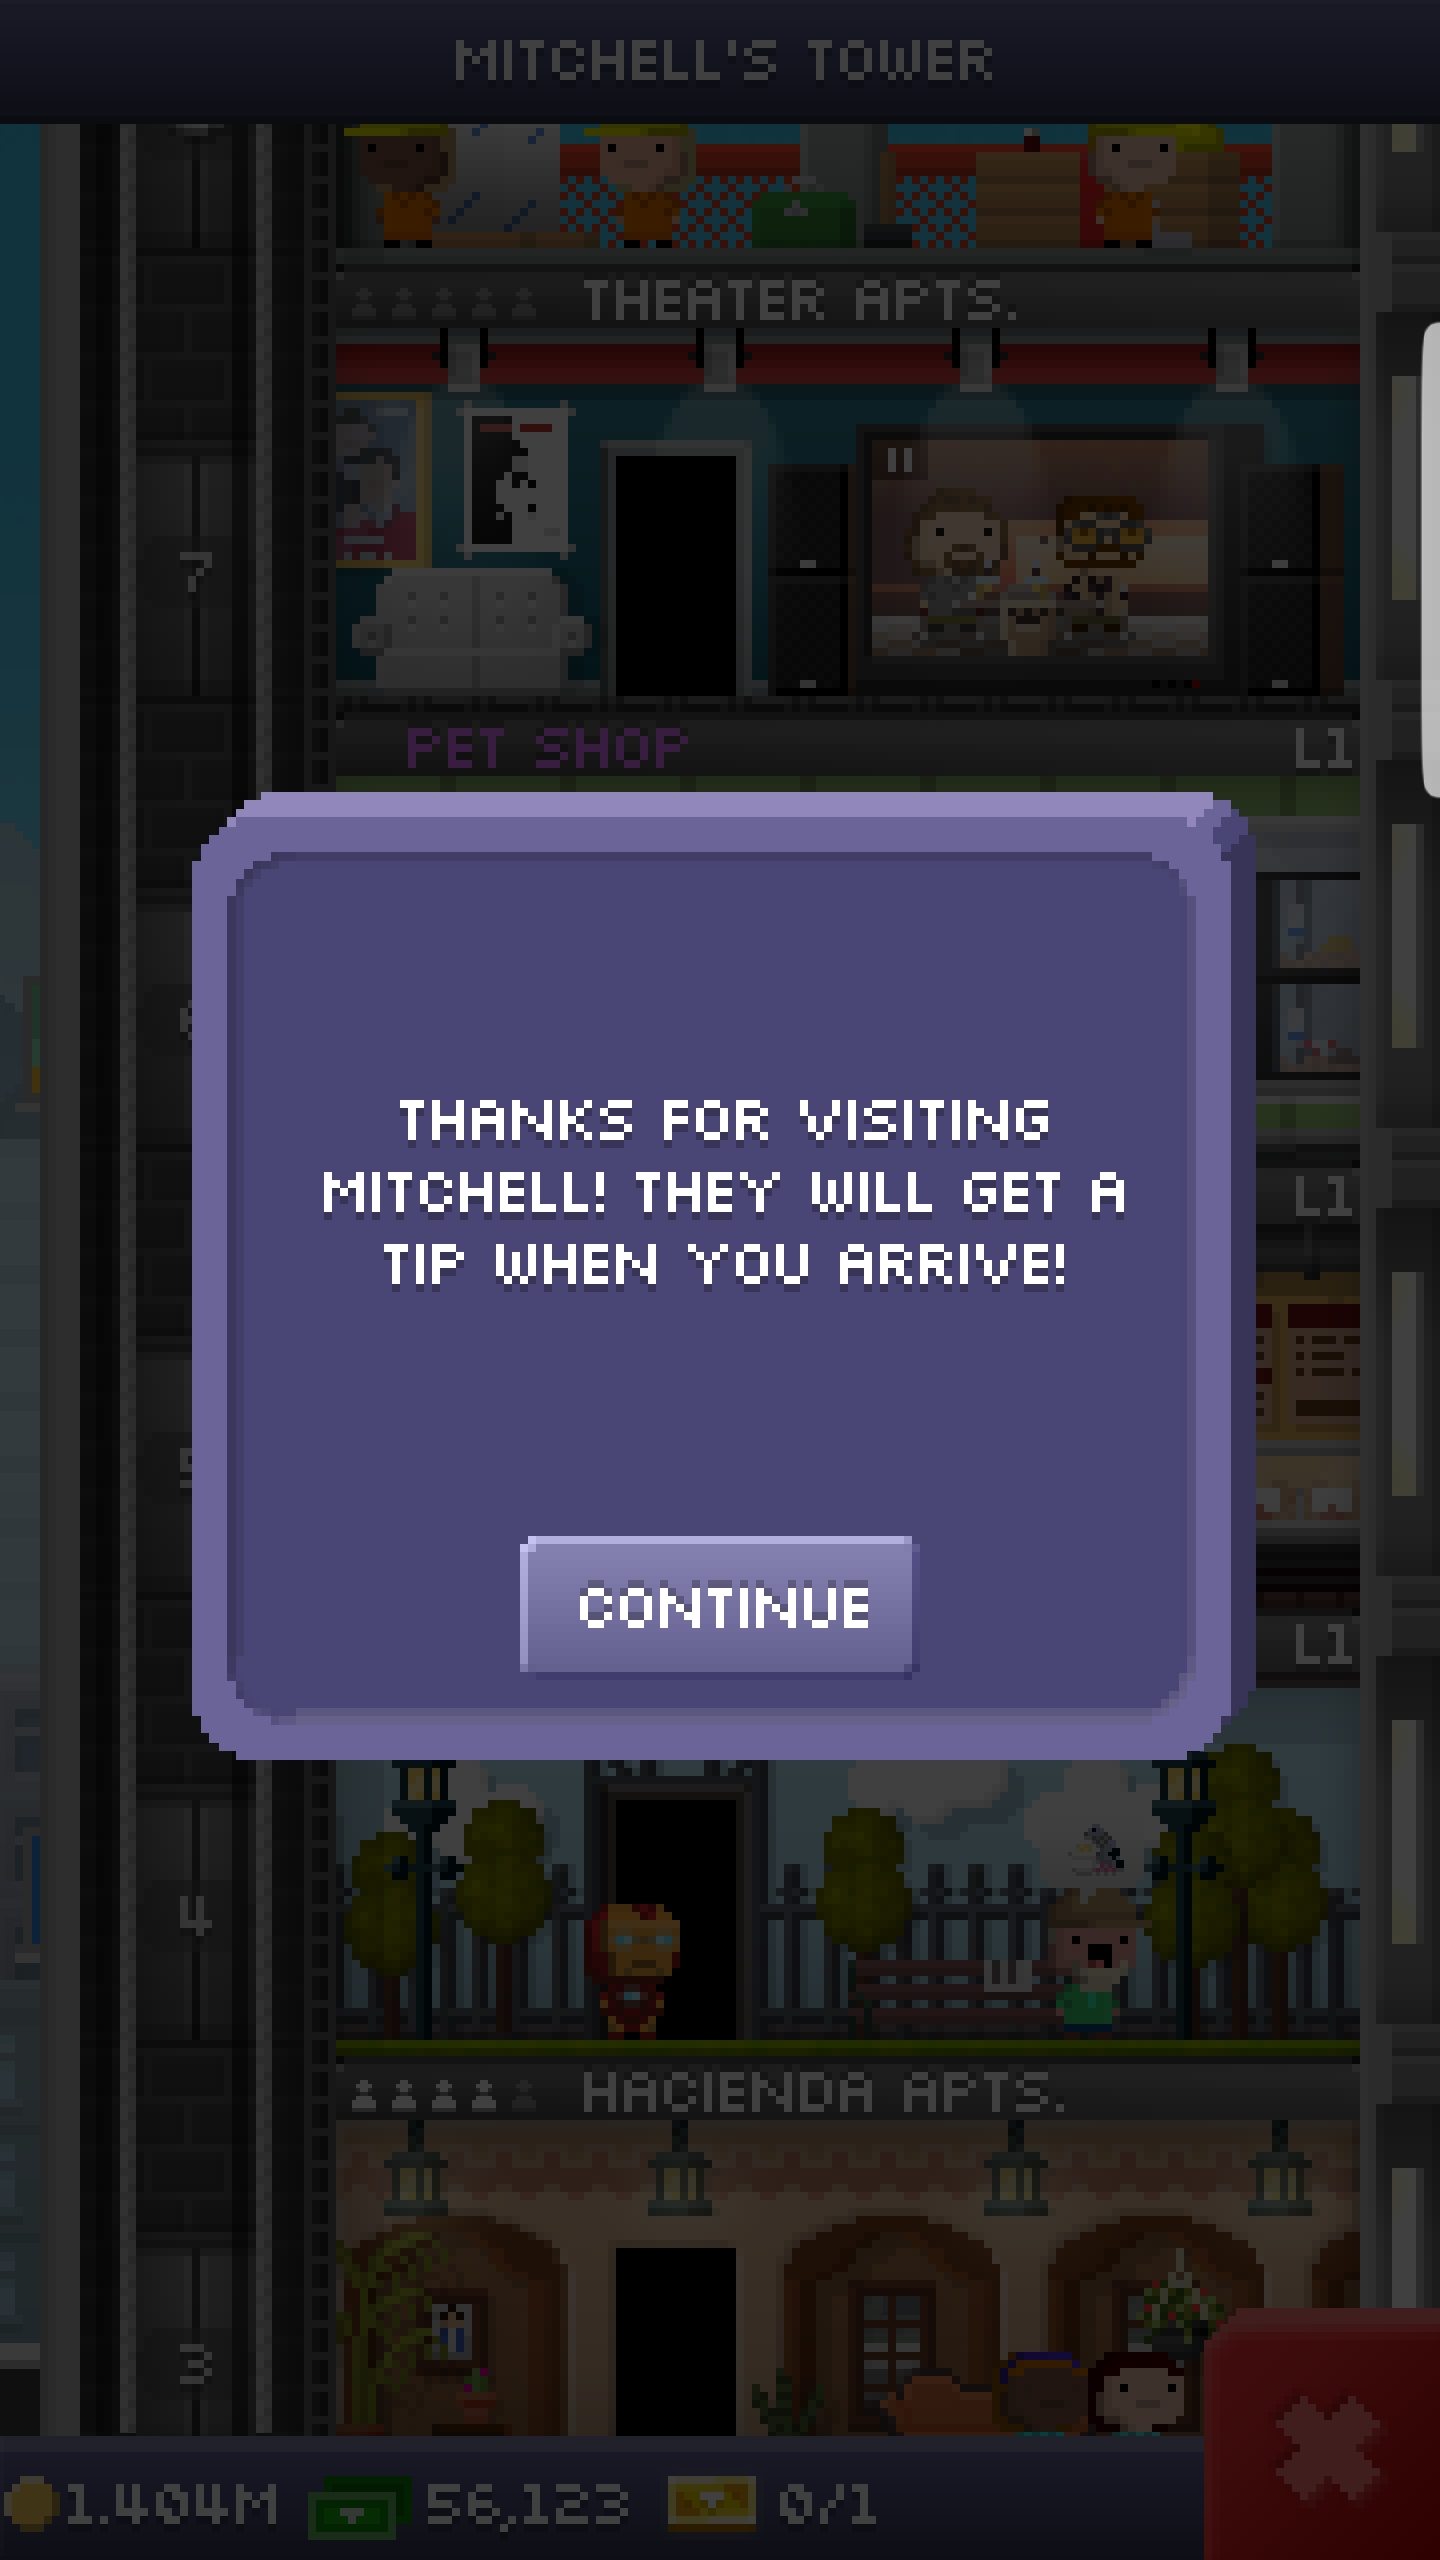 MITCHELL'S TOWER
THEATER APTS.
7
PET SHOP L1
L1
THANKS FOR VISITING
MITCHELL! THEY WILL GET A
TIP WHEN YOU ARRIVE!
CONTINUE
L1
4
HACIENDA APTS.
3
1.404M 56,123 0/1